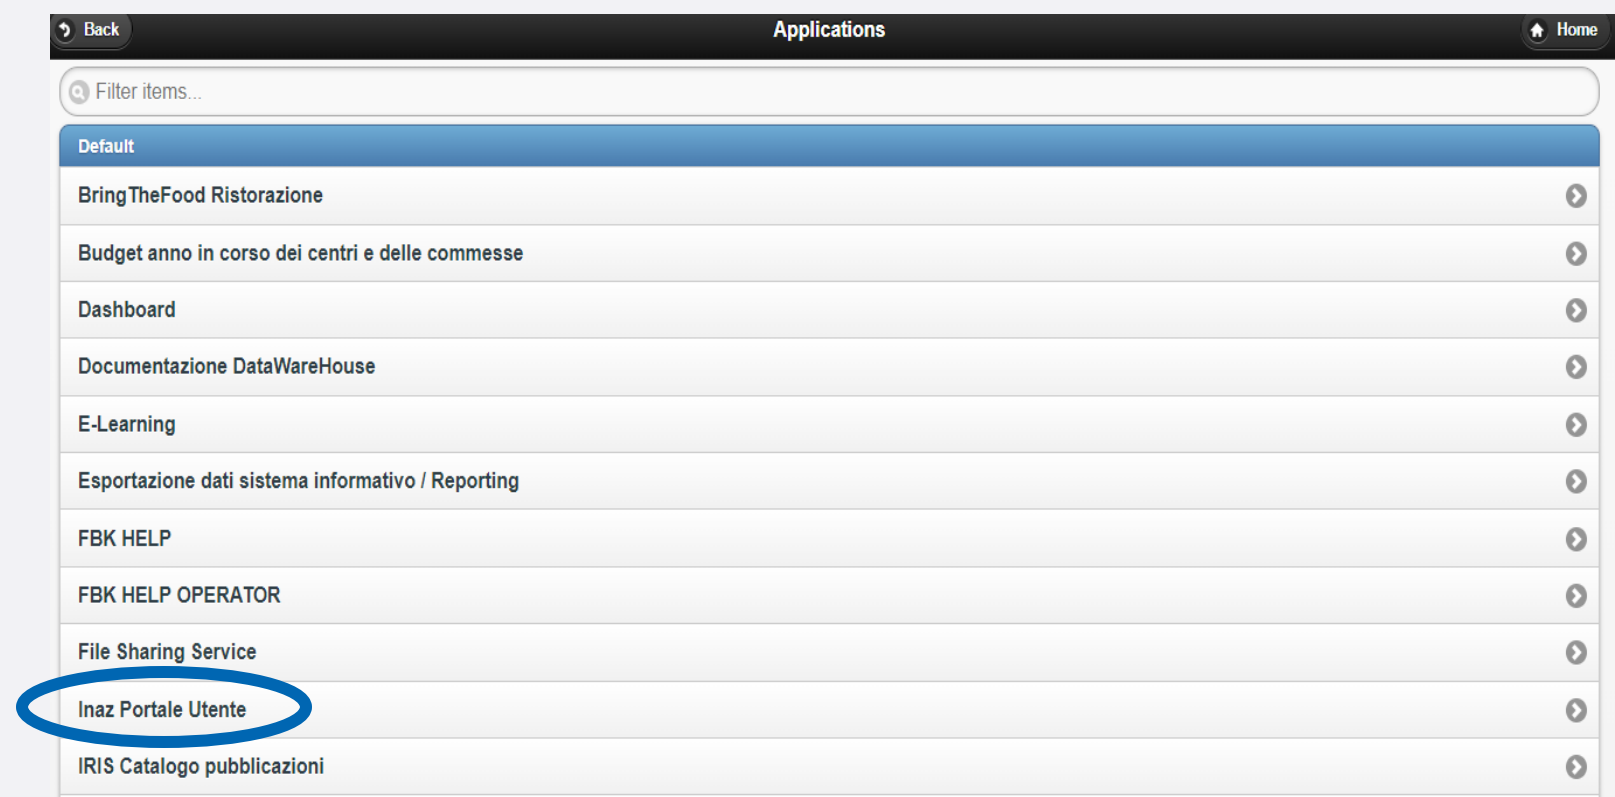 Back
Applications
Home
Filter items...
Default
BringTheFood Ristorazione
Budget anno in corso dei centri e delle commesse
Dashboard
Documentazione DataWareHouse
E-Learning
Esportazione dati sistema informativo / Reporting
FBK HELP
FBK HELP OPERATOR
File Sharing Service
Inaz Portale Utente
IRIS Catalogo pubblicazioni